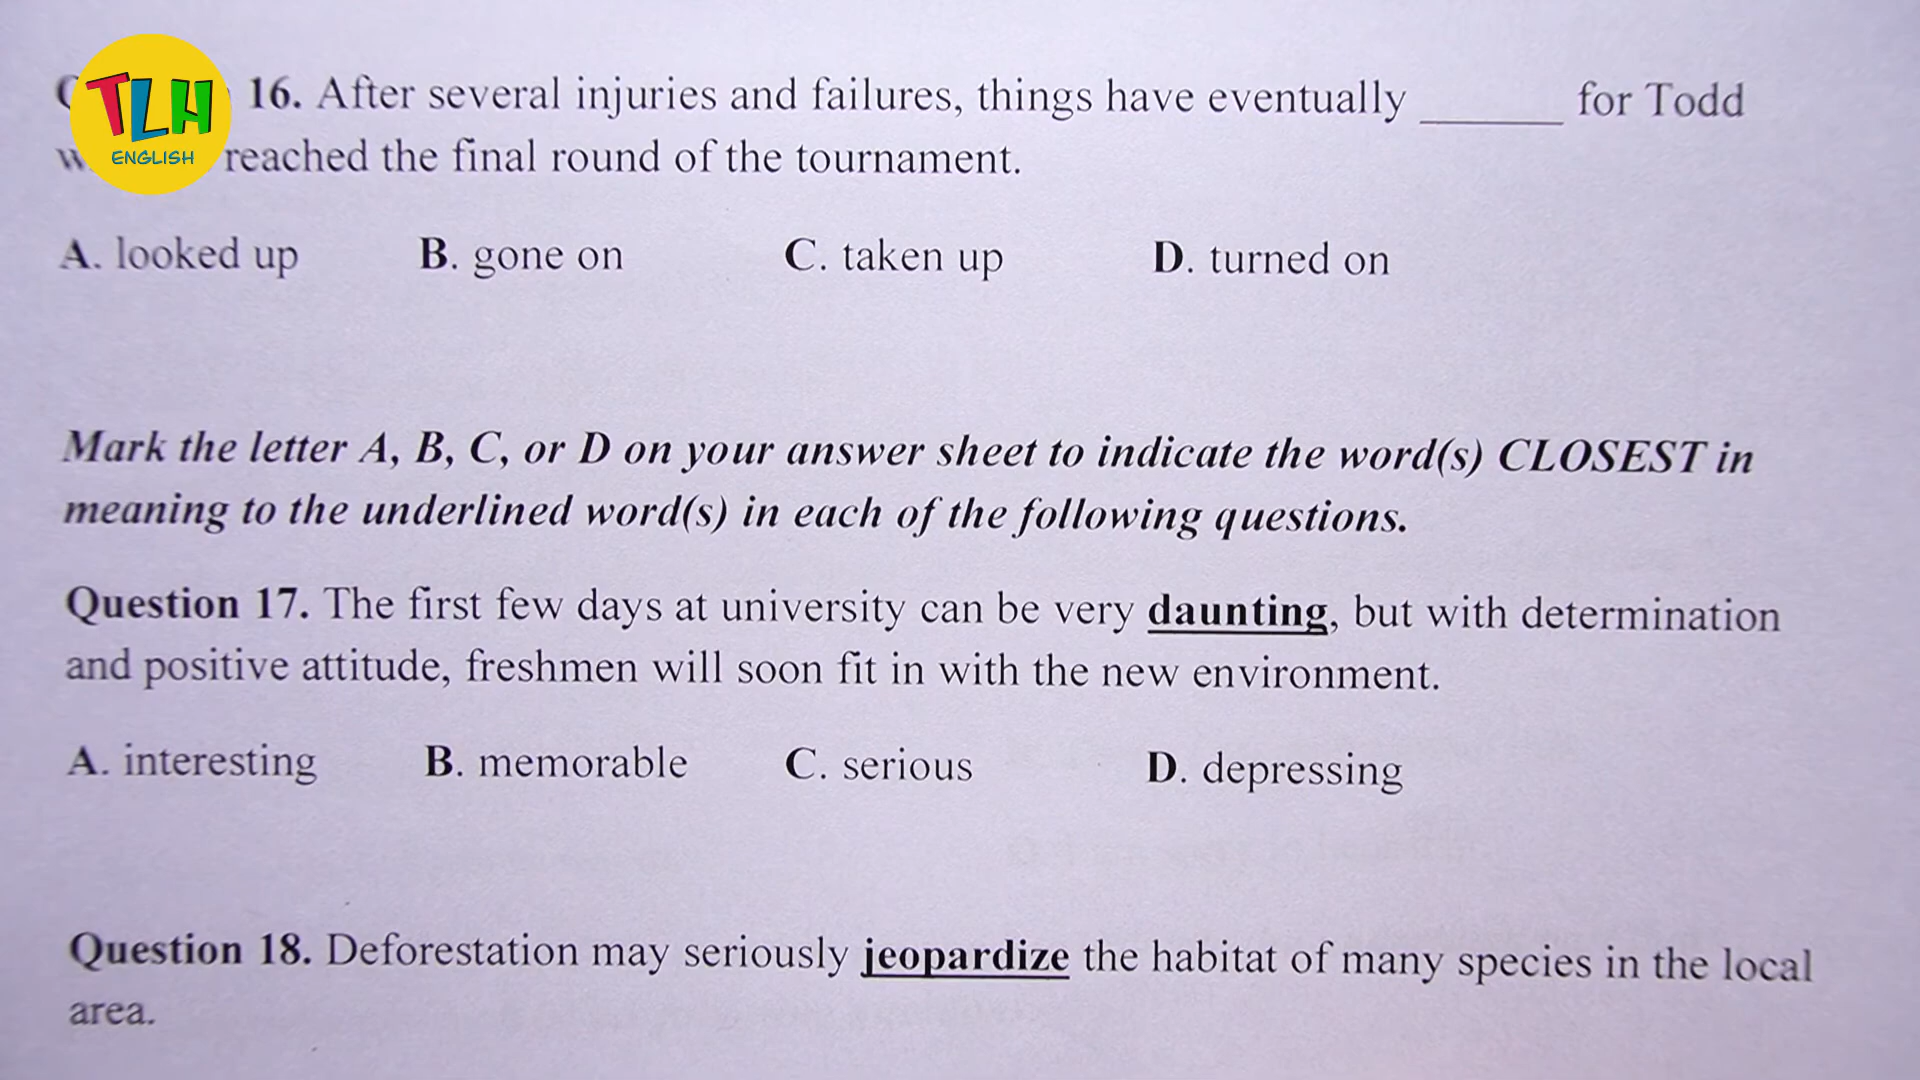 TLH
ENGLISH
16. After several injuries and failures, things have eventually ______ for Todd
reached the final round of the tournament.
A. looked up B. gone on C. taken up D. turned on
Mark the letter A, B, C, or D on your answer sheet to indicate the word(s) CLOSEST in
meaning to the underlined word(s) in each of the following questions.
Question 17. The first few days at university can be very daunting, but with determination
and positive attitude, freshmen will soon fit in with the new environment.
A. interesting B. memorable C. serious D. depressing
Question 18. Deforestation may seriously jeopardize the habitat of many species in the local
area.